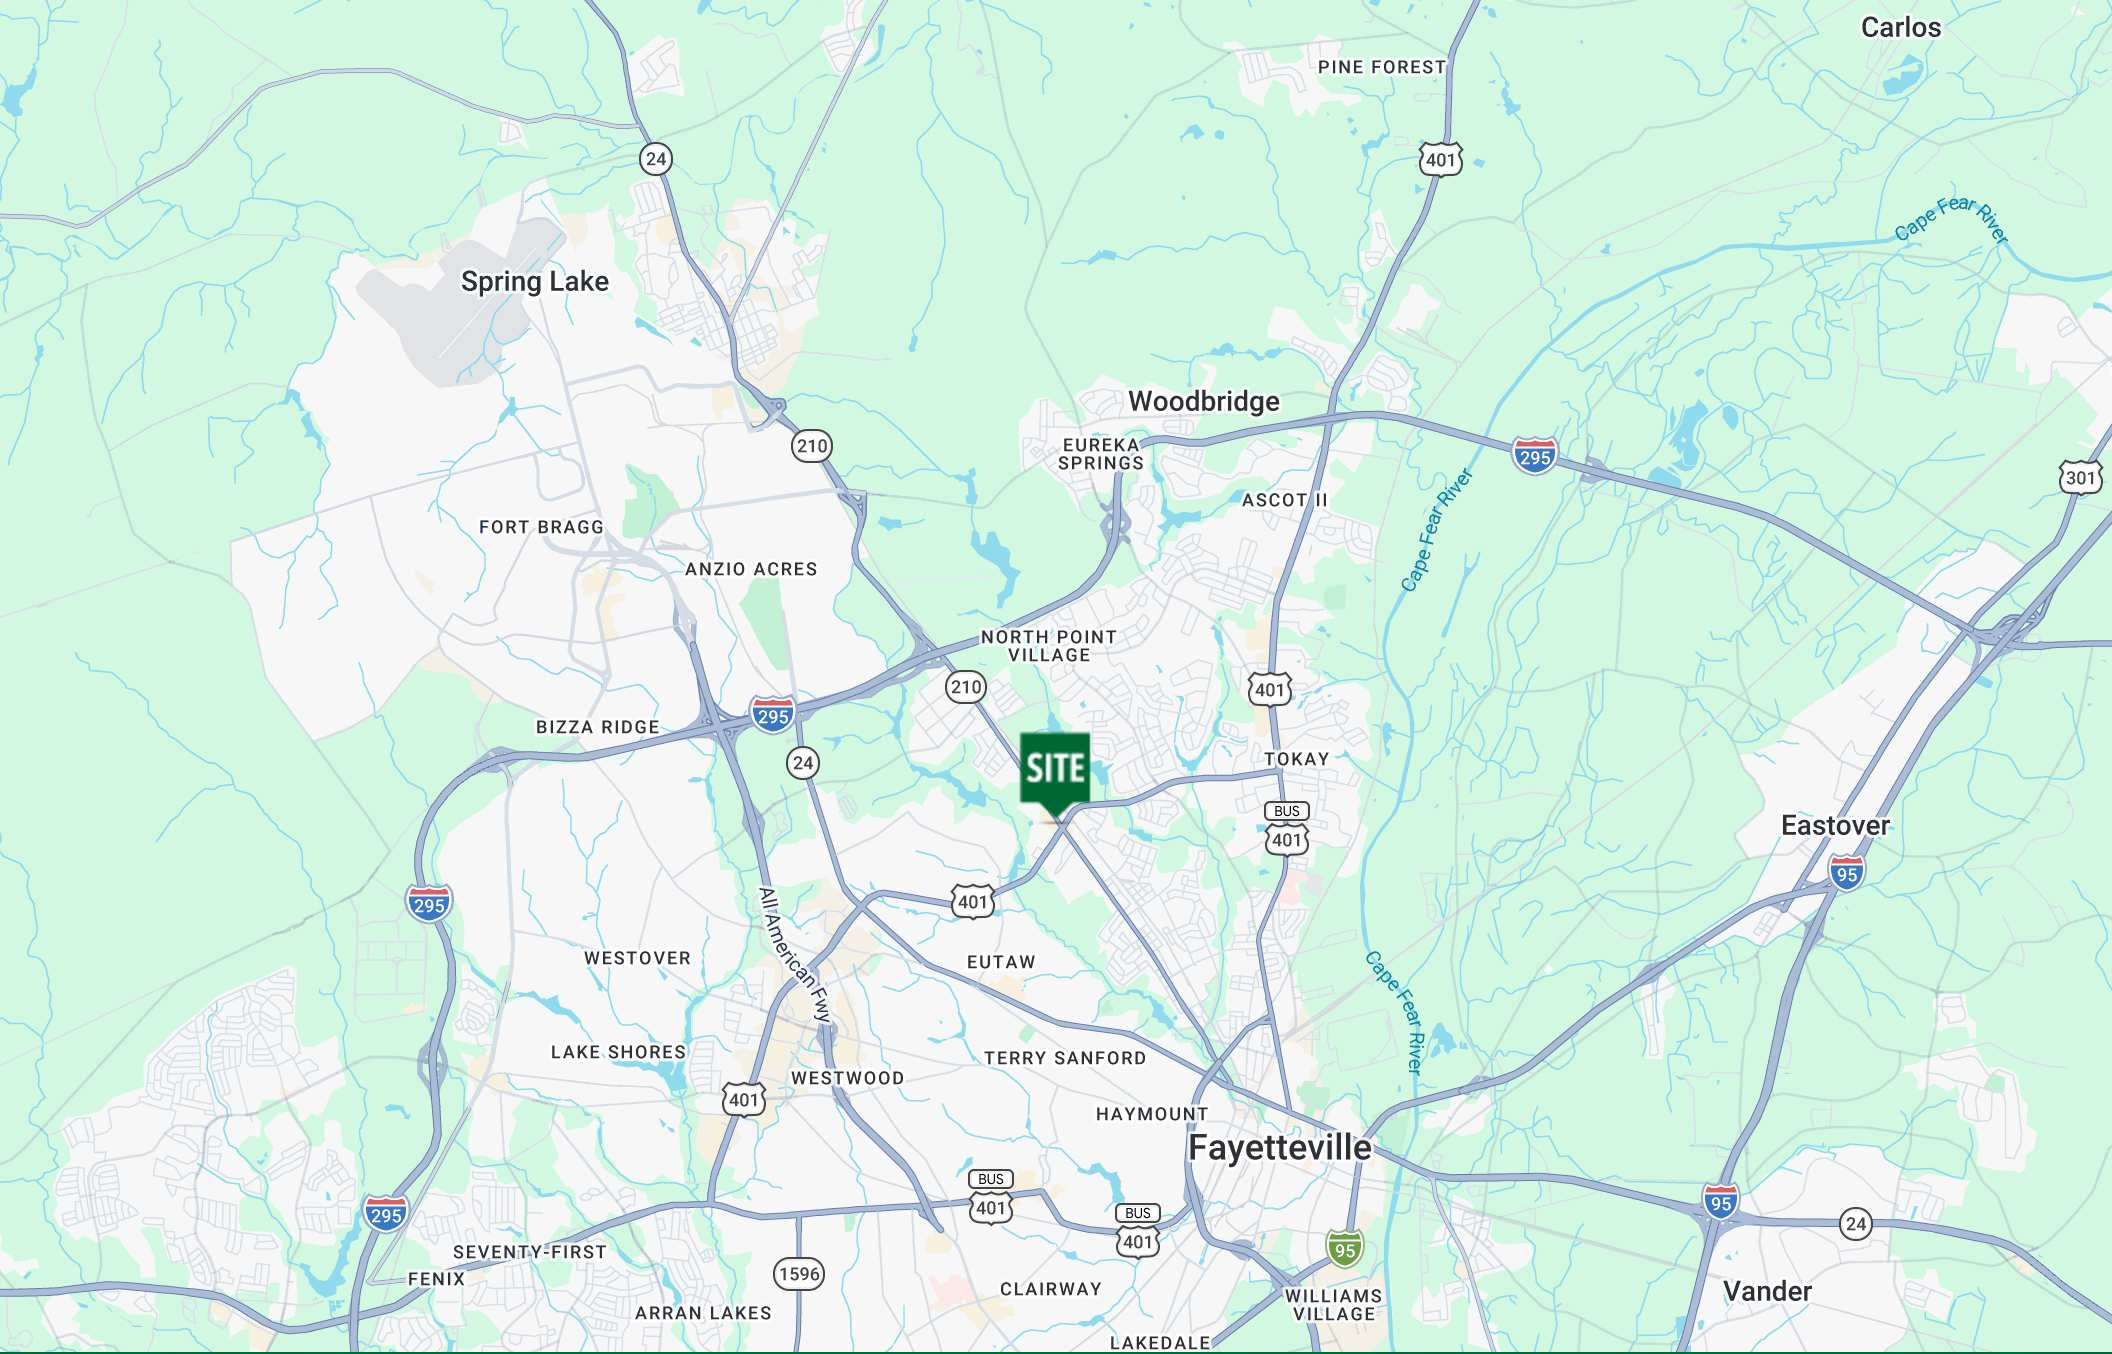 Carlos
PINE FOREST
24
401
Cape Fear River
Spring Lake
Woodbridge
210
EUREKA
SPRINGS
295
301
ASCOT II
Cape Fear River
FORT BRAGG
ANZIO ACRES
NORTH POINT
VILLAGE
210
401
295
BIZZA RIDGE
24
SITE
TOKAY
BUS
401
Eastover
95
295
401
All American Fwy
WESTOVER
EUTAW
Cape Fear River
LAKE SHORES
TERRY SANFORD
WESTWOOD
401
HAYMOUNT
Fayetteville
BUS
401
BUS
401
295
95
24
95
SEVENTY-FIRST
FENIX
1596
CLAIRWAY
Vander
WILLIAMS
VILLAGE
ARRAN LAKES
LAKEDALE